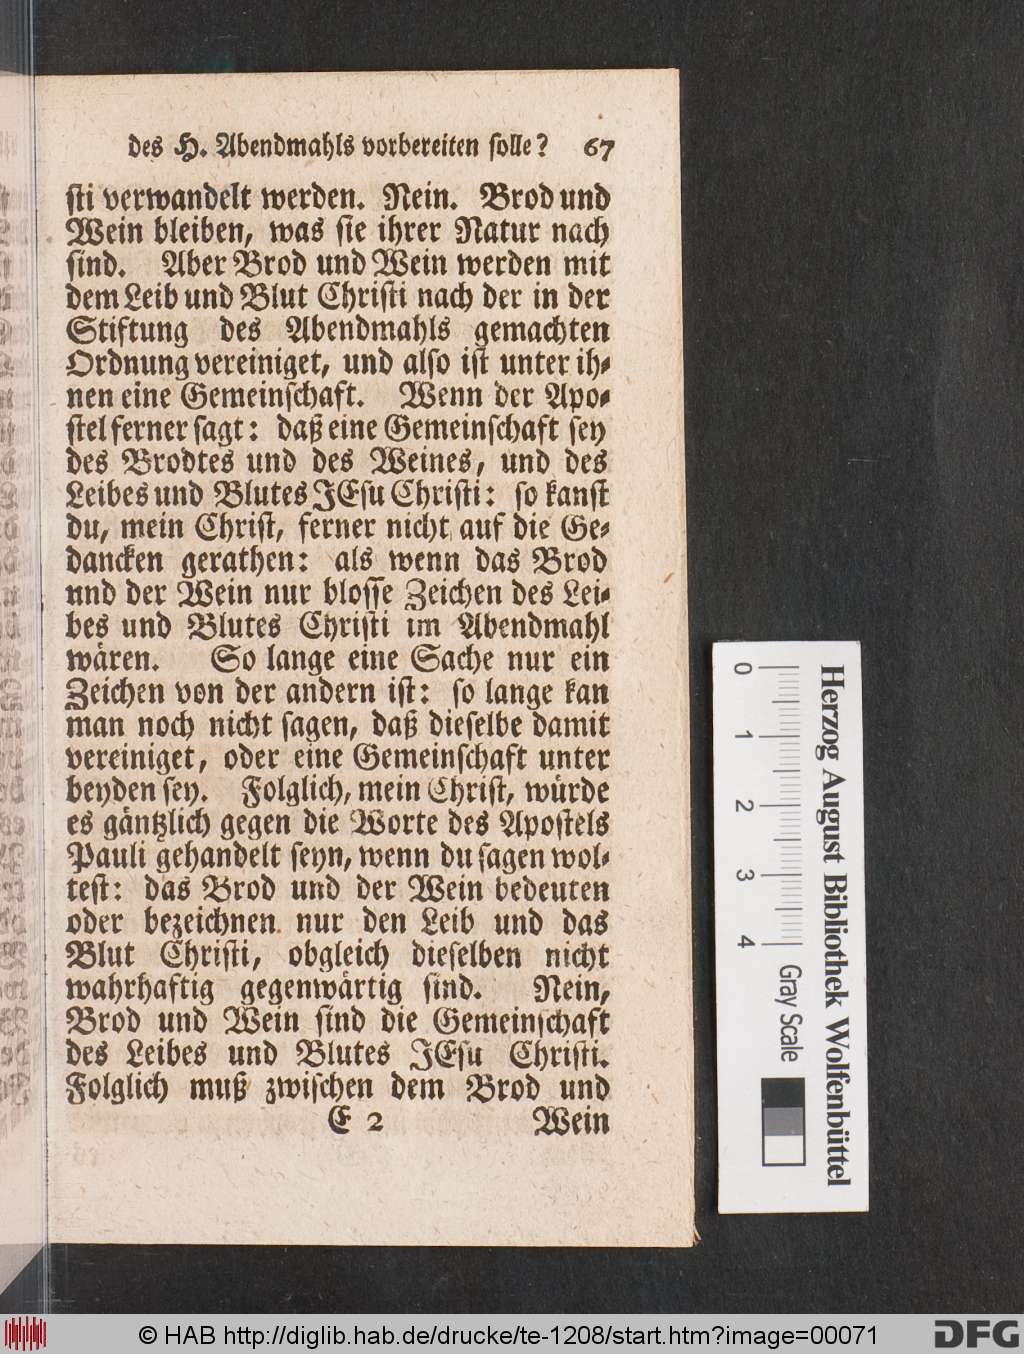 des H. Abendmahls vorbereiten solle? 67
sti verwandelt werden. Nein. Brod und
Wein bleiben, was sie ihrer Natur nach
sind. Aber Brod und Wein werden mit
dem Leib und Blut Christi nach der in der
Stiftung des Abendmahls gemachten
Ordnung vereiniget, und also ist unter ih-
nen eine Gemeinschaft. Wenn der Apo-
stel ferner sagt: daß eine Gemeinschaft sey
des Brodtes und des Weines, und des
Leibes und Blutes JEsu Christi: so kanst
du, mein Christ, ferner nicht auf die Ge-
dancken gerathen: als wenn das Brod
und der Wein nur blosse Zeichen des Lei-
bes und Blutes Christi im Abendmahl
wären. So lange eine Sache nur ein
Zeichen von der andern ist: so lange kan
man noch nicht sagen, daß dieselbe damit
vereiniget, oder eine Gemeinschaft unter
beyden sey. Folglich, mein Christ, würde
es gäntzlich gegen die Worte des Apostels
Pauli gehandelt seyn, wenn du sagen wol-
test: das Brod und der Wein bedeuten
oder bezeichnen nur den Leib und das
Blut Christi, obgleich dieselben nicht
wahrhaftig gegenwärtig sind. Nein,
Brod und Wein sind die Gemeinschaft
des Leibes und Blutes JEsu Christi.
Folglich muß zwischen dem Brod und
E 2 Wein
0 1 2 3 4 Gray Scale
Herzog August Bibliothek Wolfenbüttel
© HAB http://diglib.hab.de/drucke/te-1208/start.htm?image=00071
DFG